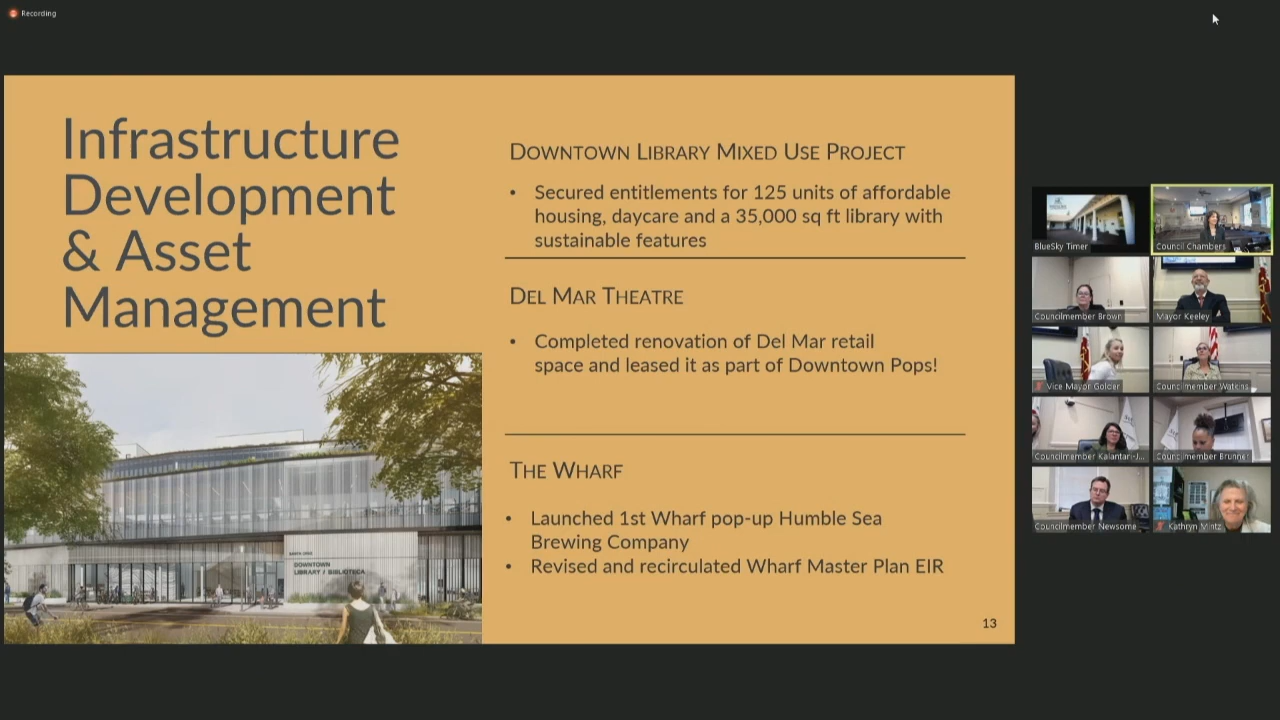 Recording
Infrastructure
Development
& Asset
Management
DOWNTOWN LIBRARY MIXED USE PROJECT
• Secured entitlements for 125 units of affordable
housing, daycare and a 35,000 sq ft library with
sustainable features
DEL MAR THEATRE
• Completed renovation of Del Mar retail
space and leased it as part of Downtown Pops!
THE WHARF
• Launched 1st Wharf pop-up Humble Sea
Brewing Company
• Revised and recirculated Wharf Master Plan EIR
13
SANTA CRUZ
DOWNTOWN
LIBRARY / BIBLIOTECA
BlueSky Timer
Council Chambers
Councilmember Brown
Mayor Keeley
Vice Mayor Golder
Councilmember Watkins
Councilmember Kalantari-J...
Councilmember Brunner
Councilmember Newsome
Kathryn Mintz